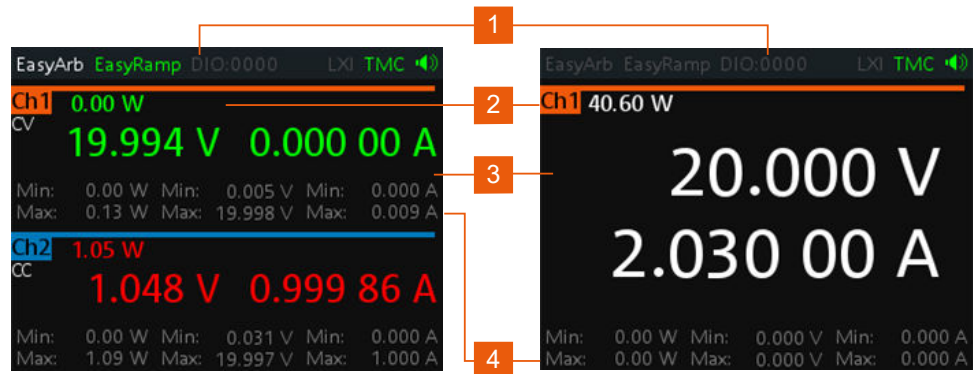 1
EasyArb EasyRamp DIO:0000 LXI TMC
Ch1 0.00 W
CV
19.994 V 0.000 00 A
Min: 0.00 W Min: 0.005 V Min: 0.000 A
Max: 0.13 W Max: 19.998 V Max: 0.009 A
Ch2 1.05 W
CC
1.048 V 0.999 86 A
Min: 0.00 W Min: 0.031 V Min: 0.000 A
Max: 1.09 W Max: 19.997 V Max: 1.000 A
2
3
4
EasyArb EasyRamp DIO:0000 LXI TMC
Ch1 40.60 W
20.000 V
2.030 00 A
Min: 0.00 W Min: 0.000 V Min: 0.000 A
Max: 0.00 W Max: 0.000 V Max: 0.000 A